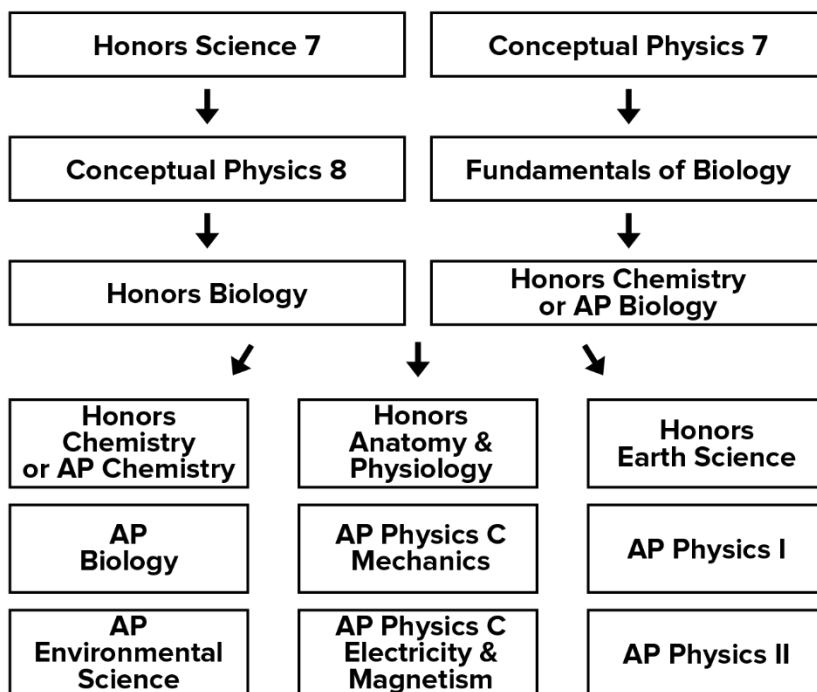 Honors Science 7
Conceptual Physics 7
Conceptual Physics 8
Fundamentals of Biology
Honors Biology
Honors Chemistry
or AP Biology
Honors
Chemistry
or AP Chemistry
Honors
Anatomy &
Physiology
Honors
Earth Science
AP
Biology
AP Physics C
Mechanics
AP Physics I
AP
Environmental
Science
AP Physics C
Electricity &
Magnetism
AP Physics II